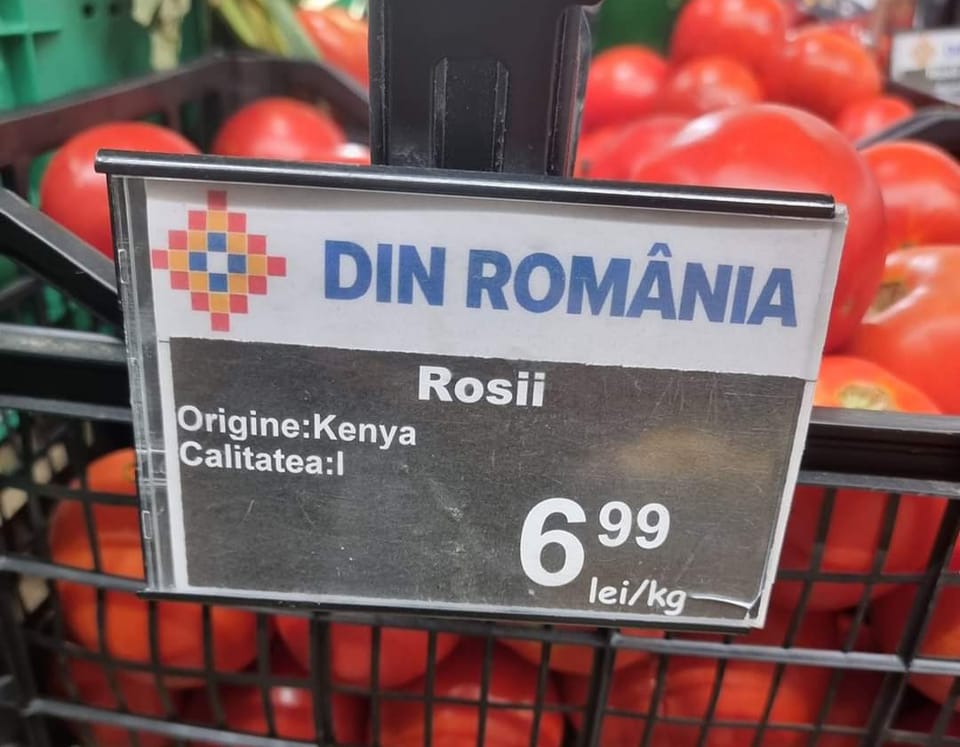 DIN ROMÂNIA
Rosii
Origine:Kenya
Calitatea:I
6 99
lei/kg